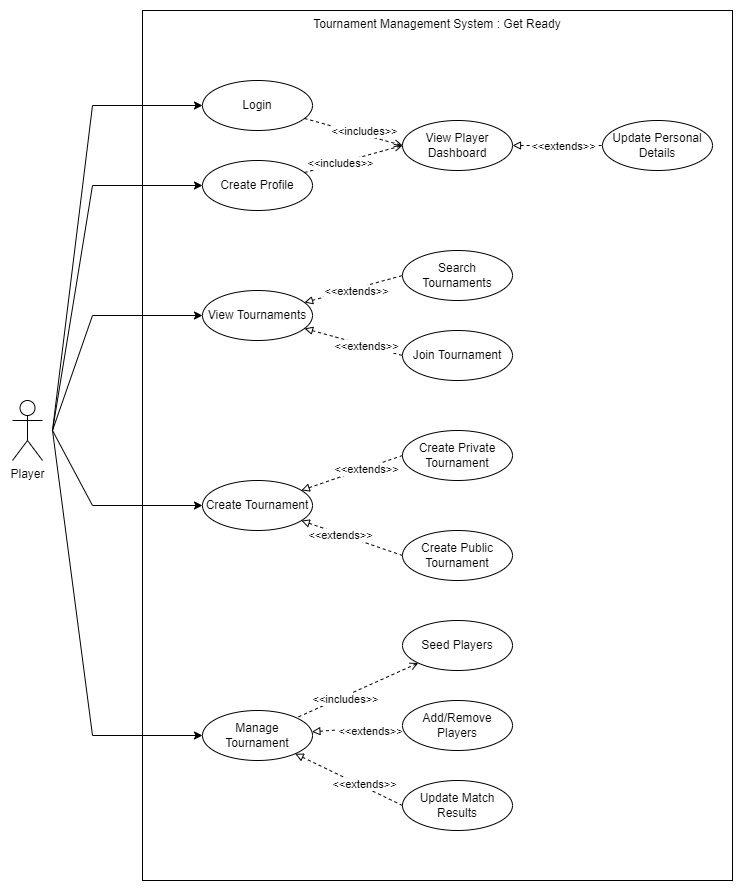 Tournament Management System : Get Ready
Login
<<includes>>
View Player
Dashboard
<<extends>>
Update Personal
Details
<<includes>>
Create Profile
Search
Tournaments
<<extends>>
View Tournaments
<<extends>>
Join Tournament
Player
Create Private
Tournament
<<extends>>
Create Tournament
<<extends>>
Create Public
Tournament
Seed Players
<<includes>>
Manage
Tournament
<<extends>>
Add/Remove
Players
<<extends>>
Update Match
Results